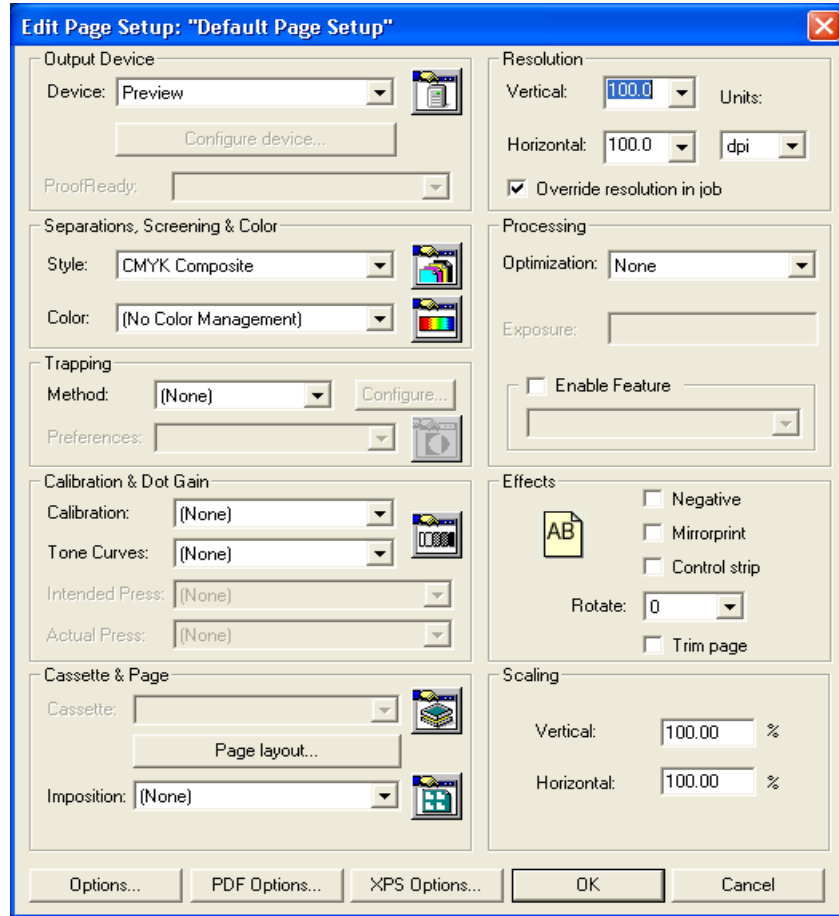 Edit Page Setup: "Default Page Setup"
Output Device
Device: Preview
Configure device...
ProofReady:
Separations, Screening & Color
Style: CMYK Composite
Color: (No Color Management)
Trapping
Method: (None) Configure...
Preferences:
Calibration & Dot Gain
Calibration: (None)
Tone Curves: (None)
Intended Press: (None)
Actual Press: (None)
Cassette & Page
Cassette:
Page layout...
Imposition: (None)
Resolution
Vertical: 100.0 Units:
Horizontal: 100.0 dpi
Override resolution in job
Processing
Optimization: None
Exposure:
Enable Feature
Effects
AB
Negative
Mirrorprint
Control strip
Rotate: 0
Trim page
Scaling
Vertical: 100.00 %
Horizontal: 100.00 %
Options... PDF Options... XPS Options... OK Cancel